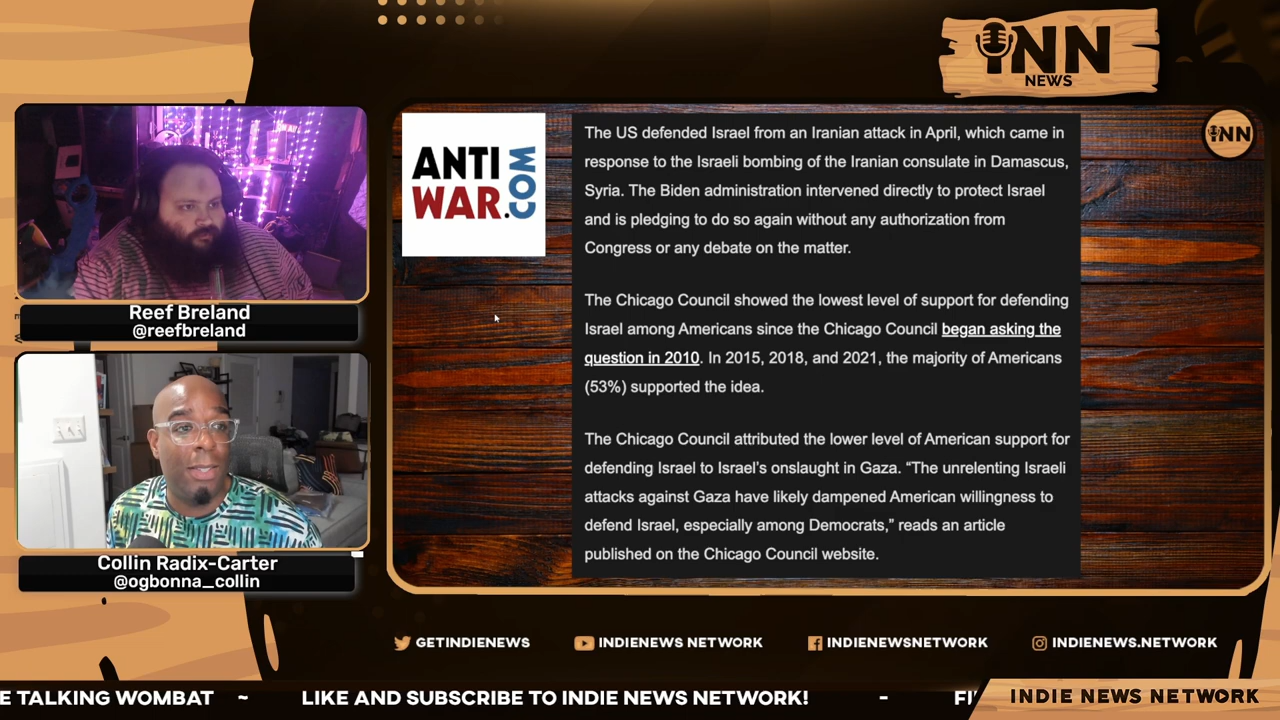 iNN
NEWS
iNN
ANTI
WAR.COM
The US defended Israel from an Iranian attack in April, which came in
response to the Israeli bombing of the Iranian consulate in Damascus,
Syria. The Biden administration intervened directly to protect Israel
and is pledging to do so again without any authorization from
Congress or any debate on the matter.
The Chicago Council showed the lowest level of support for defending
Israel among Americans since the Chicago Council began asking the
question in 2010. In 2015, 2018, and 2021, the majority of Americans
(53%) supported the idea.
The Chicago Council attributed the lower level of American support for
defending Israel to Israel's onslaught in Gaza. “The unrelenting Israeli
attacks against Gaza have likely dampened American willingness to
defend Israel, especially among Democrats,” reads an article
published on the Chicago Council website.
Reef Breland
@reefbreland
Collin Radix-Carter
@ogbonna_collin
GETINDIENEWS
INDIENEWS NETWORK
INDIENEWSNETWORK
INDIENEWS.NETWORK
E TALKING WOMBAT ~ LIKE AND SUBSCRIBE TO INDIE NEWS NETWORK! - FI
INDIE NEWS NETWORK